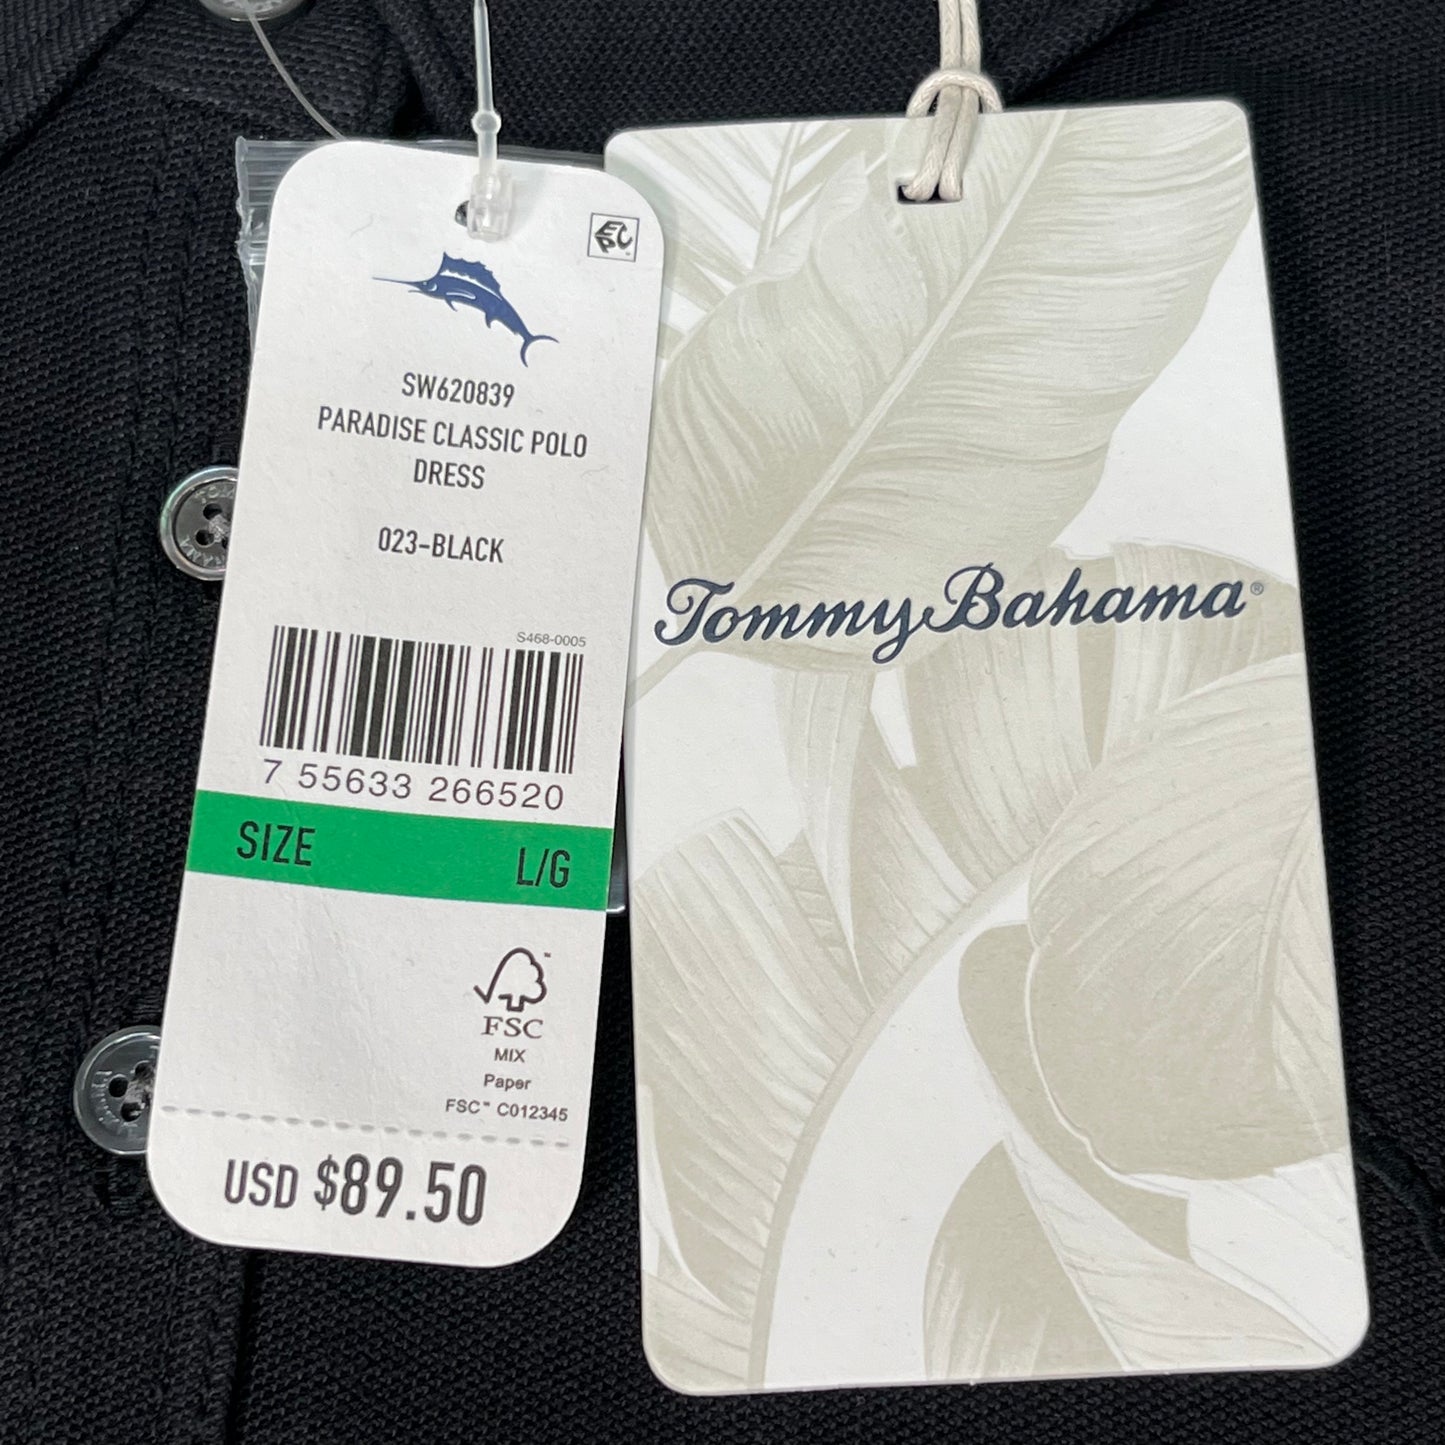 EPC
SW620839
PARADISE CLASSIC POLO
DRESS
023-BLACK
S468-0005
7 55633 266520
SIZE L/G
FSC
MIX
Paper
FSC™ C012345
USD $89.50
Tommy Bahama®